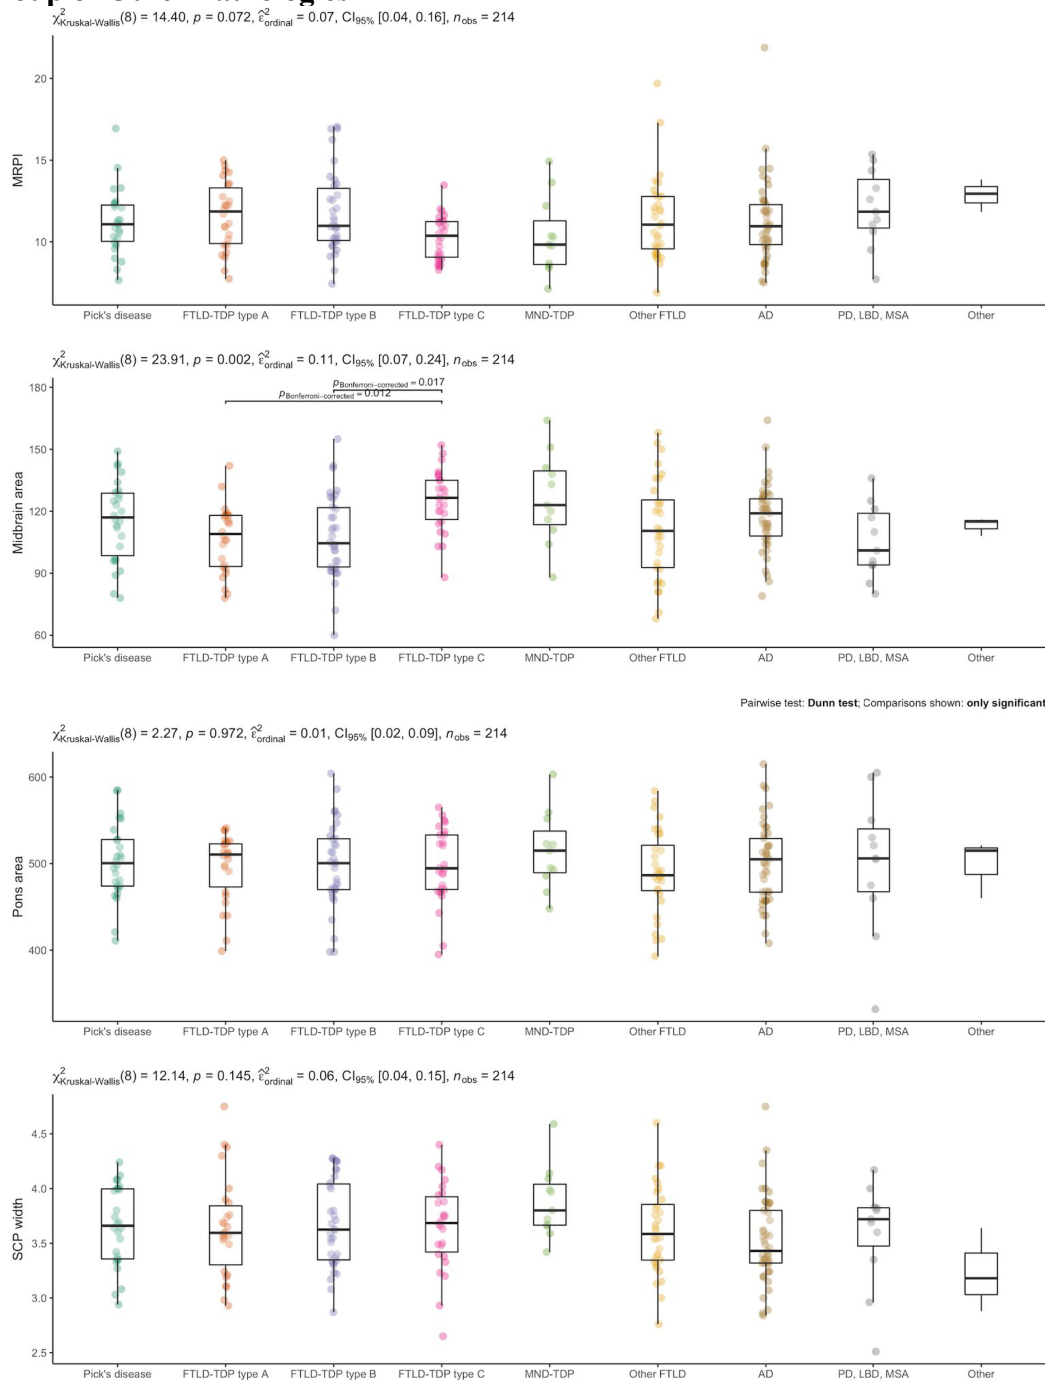 χ²Kruskal-Wallis(8) = 14.40, p = 0.072, ε̂²ordinal = 0.07, CI95% [0.04, 0.16], nobs = 214
MRPI
20
15
10
Pick's disease FTLD-TDP type A FTLD-TDP type B FTLD-TDP type C MND-TDP Other FTLD AD PD, LBD, MSA Other
χ²Kruskal-Wallis(8) = 23.91, p = 0.002, ε̂²ordinal = 0.11, CI95% [0.07, 0.24], nobs = 214
pBonferroni-corrected = 0.017
pBonferroni-corrected = 0.012
Midbrain area
180
150
120
90
60
Pick's disease FTLD-TDP type A FTLD-TDP type B FTLD-TDP type C MND-TDP Other FTLD AD PD, LBD, MSA Other
Pairwise test: Dunn test; Comparisons shown: only significant
χ²Kruskal-Wallis(8) = 2.27, p = 0.972, ε̂²ordinal = 0.01, CI95% [0.02, 0.09], nobs = 214
Pons area
600
500
400
Pick's disease FTLD-TDP type A FTLD-TDP type B FTLD-TDP type C MND-TDP Other FTLD AD PD, LBD, MSA Other
χ²Kruskal-Wallis(8) = 12.14, p = 0.145, ε̂²ordinal = 0.06, CI95% [0.04, 0.15], nobs = 214
SCP width
4.5
4.0
3.5
3.0
2.5
Pick's disease FTLD-TDP type A FTLD-TDP type B FTLD-TDP type C MND-TDP Other FTLD AD PD, LBD, MSA Other